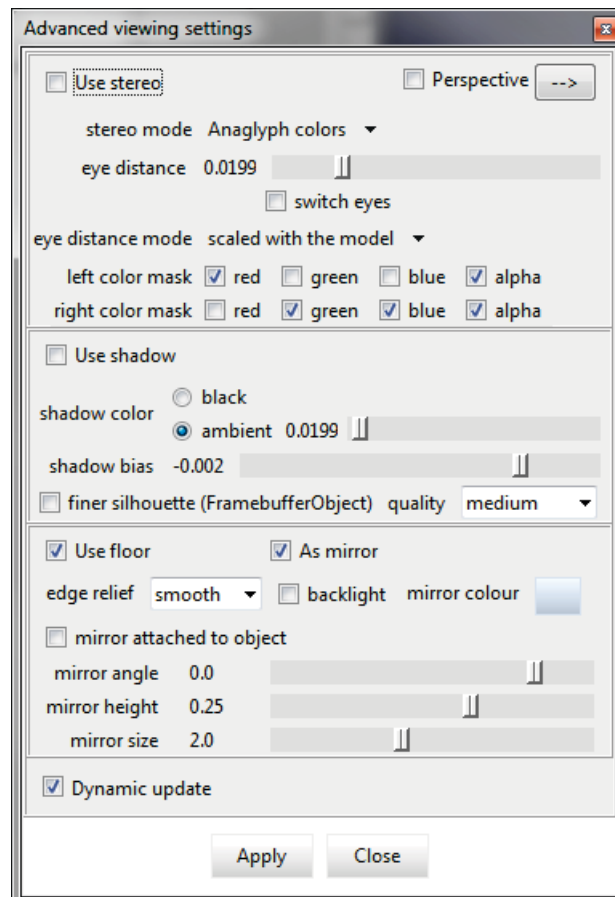 Advanced viewing settings
Use stereo Perspective -->
stereo mode Anaglyph colors
eye distance 0.0199
switch eyes
eye distance mode scaled with the model
left color mask red green blue alpha
right color mask red green blue alpha
Use shadow
black
shadow color
ambient 0.0199
shadow bias -0.002
finer silhouette (FramebufferObject) quality medium
Use floor As mirror
edge relief smooth backlight mirror colour
mirror attached to object
mirror angle 0.0
mirror height 0.25
mirror size 2.0
Dynamic update
Apply Close